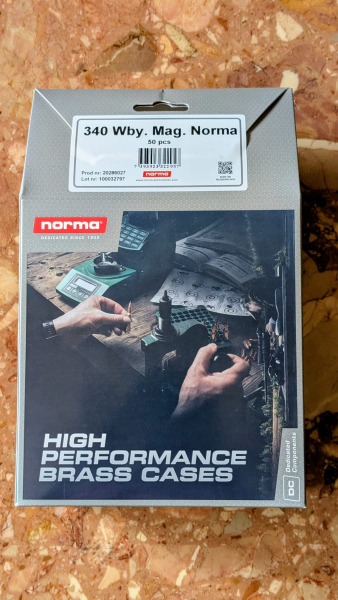 340 Wby. Mag. Norma
50 pcs
Prod nr: 20286027
Lot nr: 100032797
norma
norma
DEDICATED SINCE 1902
HIGH
PERFORMANCE
BRASS CASES
DC
Dedicated
Components